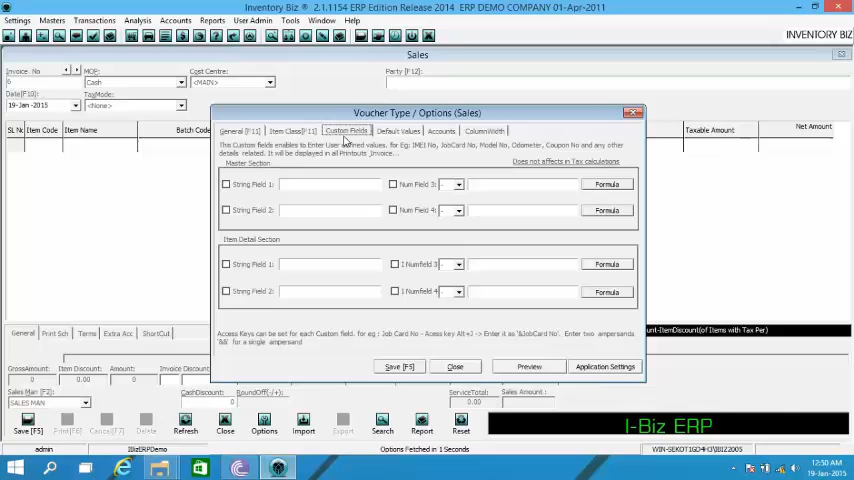 Inventory Biz ® 2.1.1154 ERP Edition Release 2014 ERP DEMO COMPANY 01-Apr-2011
Settings Masters Transactions Analysis Accounts Reports User Admin Tools Window Help
INVENTORY BIZ
Sales
Invoice. No MOP: Cost Centre: Party [F12]
6 Cash <MAIN>
Date[F10] TaxMode:
19-Jan-2015 <None>
SL No Item Code Item Name Batch Code Taxable Amount Net Amount
Voucher Type / Options (Sales)
General [F11] Item Class[F11] Custom Fields Default Values Accounts ColumnWidth
This Custom fields enables to Enter User defined values. for Eg: IMEI No, JobCard No, Model No, Odometer, Coupon No and any other
details related. It will be displayed in all Printouts ,Invoice...
Does not affects in Tax calculations
Master Section
String Field 1: Num Field 3: - Formula
String Field 2: Num Field 4: - Formula
Item Detail Section
String Field 1: I Numfield 3 - Formula
String Field 2: I Numfield 4 - Formula
Access Keys can be set for each Custom field. for eg : Job Card No - Acess key Alt+J -> Enter it as '&JobCard No'. Enter two ampersands
'&&' for a single ampersand
Save [F5] Close Preview Application Settings
General Print Sch Terms Extra Acc ShortCut
unt-ItemDiscount(of Items with Tax Per)
GrossAmount: Item Discount: Amount: Invoice Discount:
0 0.00 0
Sales Man [F2] CashDiscount: RoundOff(-/+): ServiceTotal: Sales Amount :
SALES MAN 0 0.00
Save [F5] Print[F6] Cancel[F7] Delete Refresh Close Options Import Export Search Report Reset
I-Biz ERP
admin IBizERPDemo Options Fetched in 1 Seconds WIN-SEKOT1GO4H3\IBIZ2005
12:50 AM
19-Jan-2015